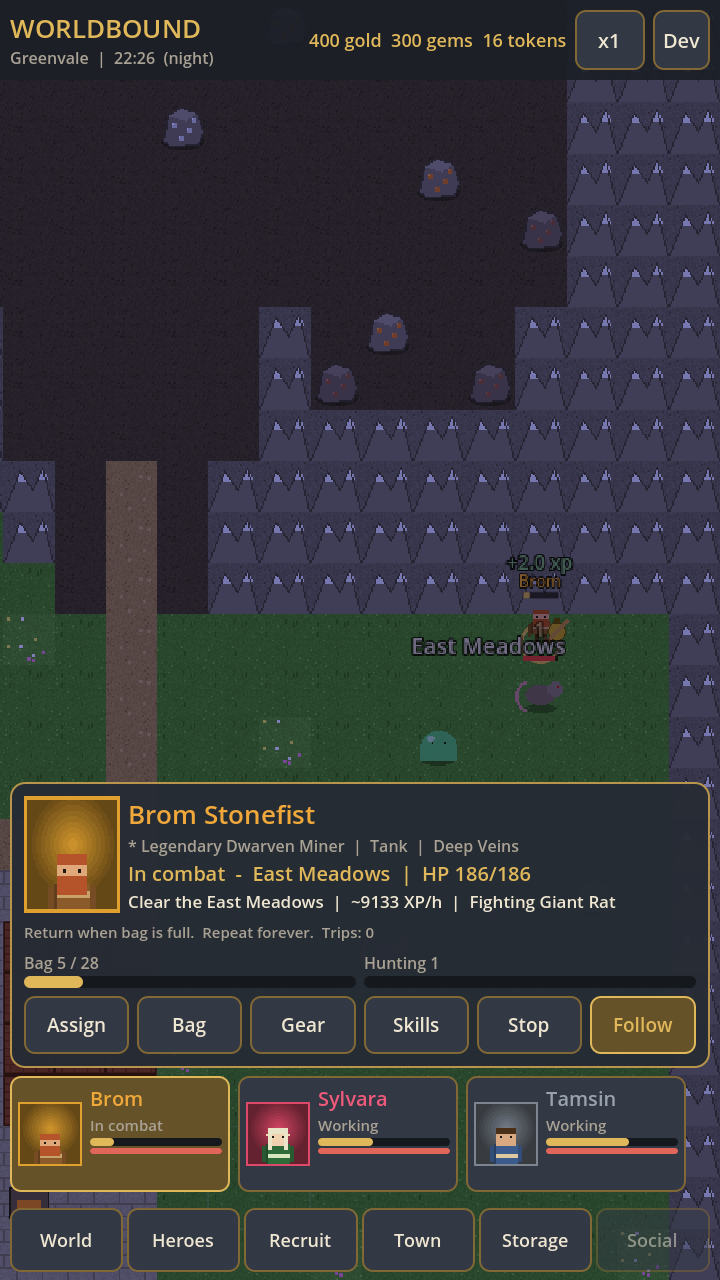 WORLDBOUND
Greenvale | 22:26 (night)
400 gold 300 gems 16 tokens
x1
Dev
+2.0 xp
Brom
1
East Meadows
Brom Stonefist
* Legendary Dwarven Miner | Tank | Deep Veins
In combat - East Meadows | HP 186/186
Clear the East Meadows | ~9133 XP/h | Fighting Giant Rat
Return when bag is full. Repeat forever. Trips: 0
Bag 5 / 28
Hunting 1
Assign
Bag
Gear
Skills
Stop
Follow
Brom
In combat
Sylvara
Working
Tamsin
Working
World
Heroes
Recruit
Town
Storage
Social